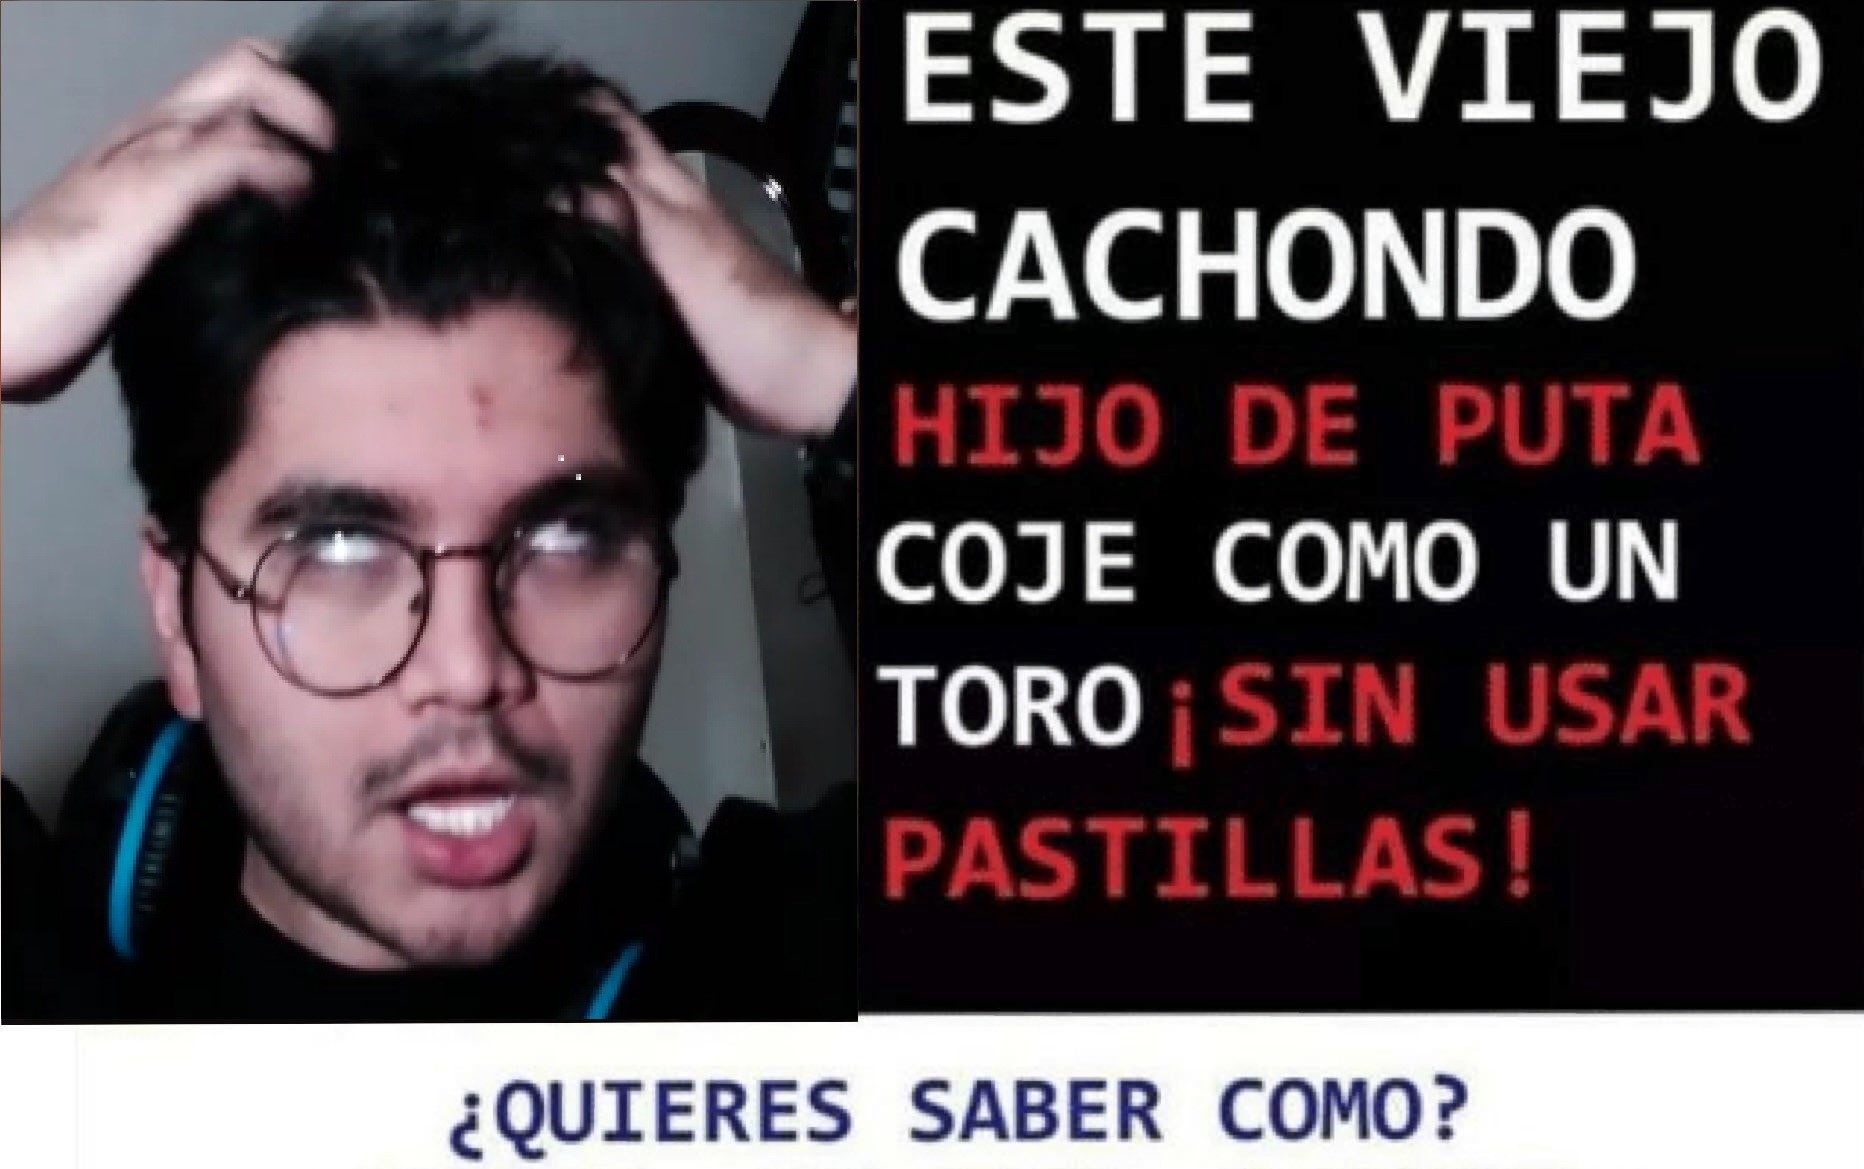 ESTE VIEJO
CACHONDO
HIJO DE PUTA
COJE COMO UN
TORO ¡SIN USAR
PASTILLAS!
¿QUIERES SABER COMO?